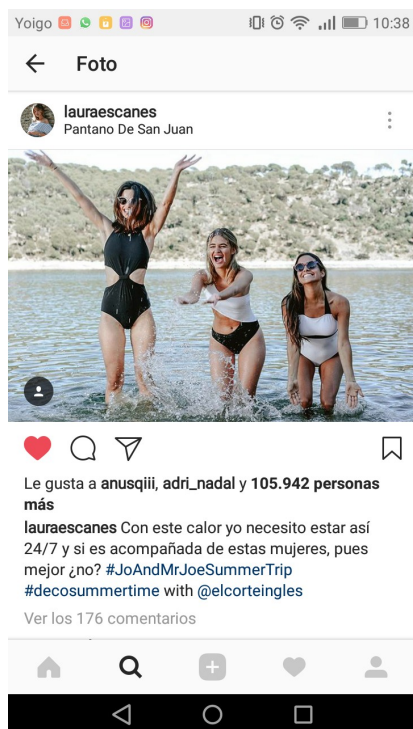 Yoigo 10:38
Foto
lauraescanes
Pantano De San Juan
Le gusta a anusqiii, adri_nadal y 105.942 personas
más
lauraescanes Con este calor yo necesito estar así
24/7 y si es acompañada de estas mujeres, pues
mejor ¿no? #JoAndMrJoeSummerTrip
#decosummertime with @elcorteingles
Ver los 176 comentarios